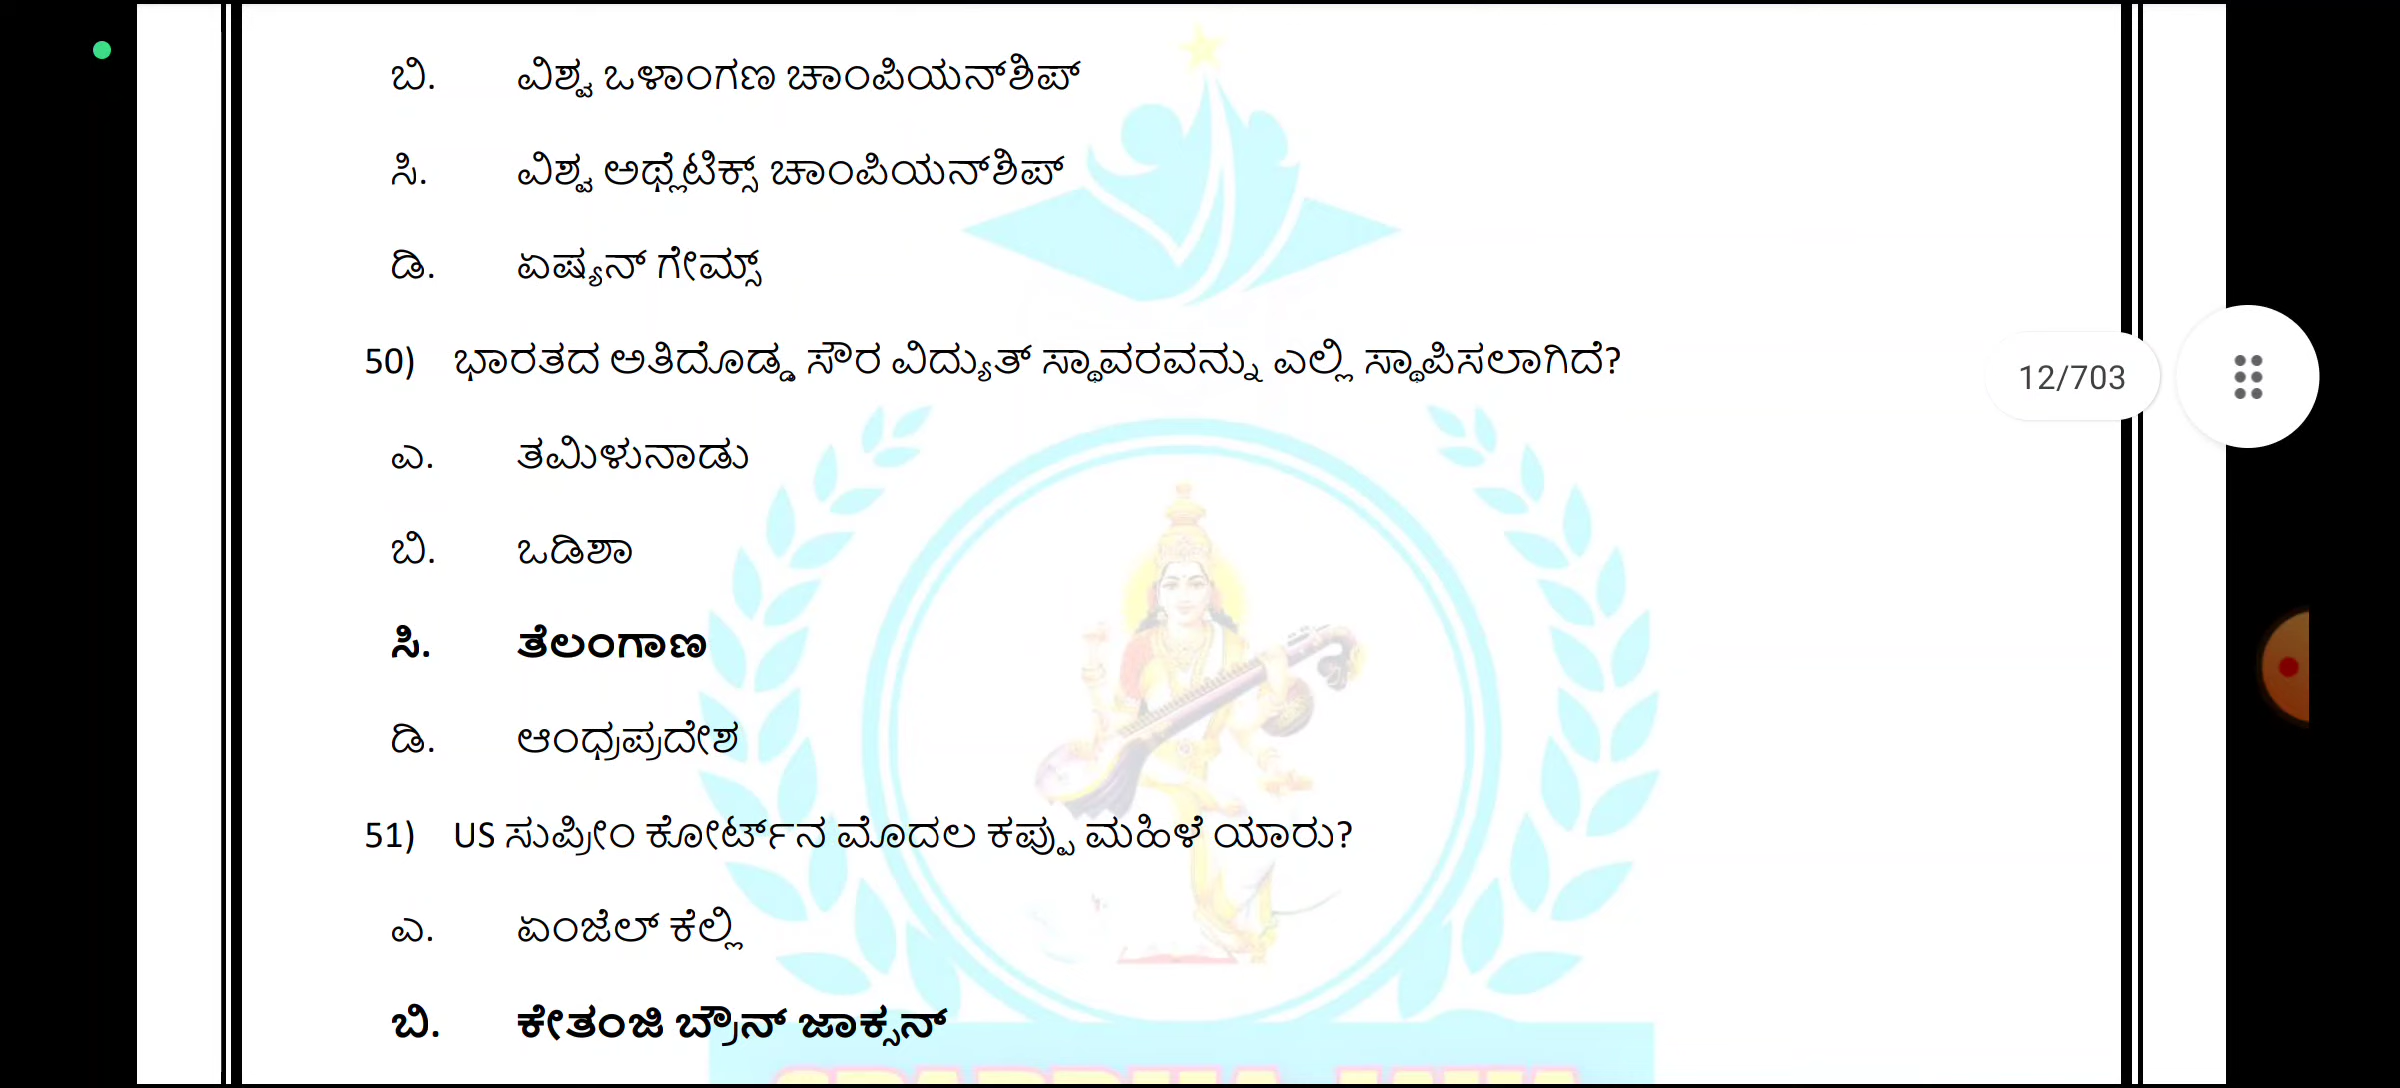 ಬಿ. ವಿಶ್ವ ಒಳಾಂಗಣ ಚಾಂಪಿಯನ್‌ಶಿಪ್
ಸಿ. ವಿಶ್ವ ಅಥ್ಲೆಟಿಕ್ಸ್ ಚಾಂಪಿಯನ್‌ಶಿಪ್
ಡಿ. ಏಷ್ಯನ್ ಗೇಮ್ಸ್
50) ಭಾರತದ ಅತಿದೊಡ್ಡ ಸೌರ ವಿದ್ಯುತ್ ಸ್ಥಾವರವನ್ನು ಎಲ್ಲಿ ಸ್ಥಾಪಿಸಲಾಗಿದೆ?
12/703
ಎ. ತಮಿಳುನಾಡು
ಬಿ. ಒಡಿಶಾ
ಸಿ. ತೆಲಂಗಾಣ
ಡಿ. ಆಂಧ್ರಪ್ರದೇಶ
51) US ಸುಪ್ರೀಂ ಕೋರ್ಟ್‌ನ ಮೊದಲ ಕಪ್ಪು ಮಹಿಳೆ ಯಾರು?
ಎ. ಏಂಜೆಲ್ ಕೆಲ್ಲಿ
ಬಿ. ಕೇತಂಜಿ ಬ್ರೌನ್ ಜಾಕ್ಸನ್